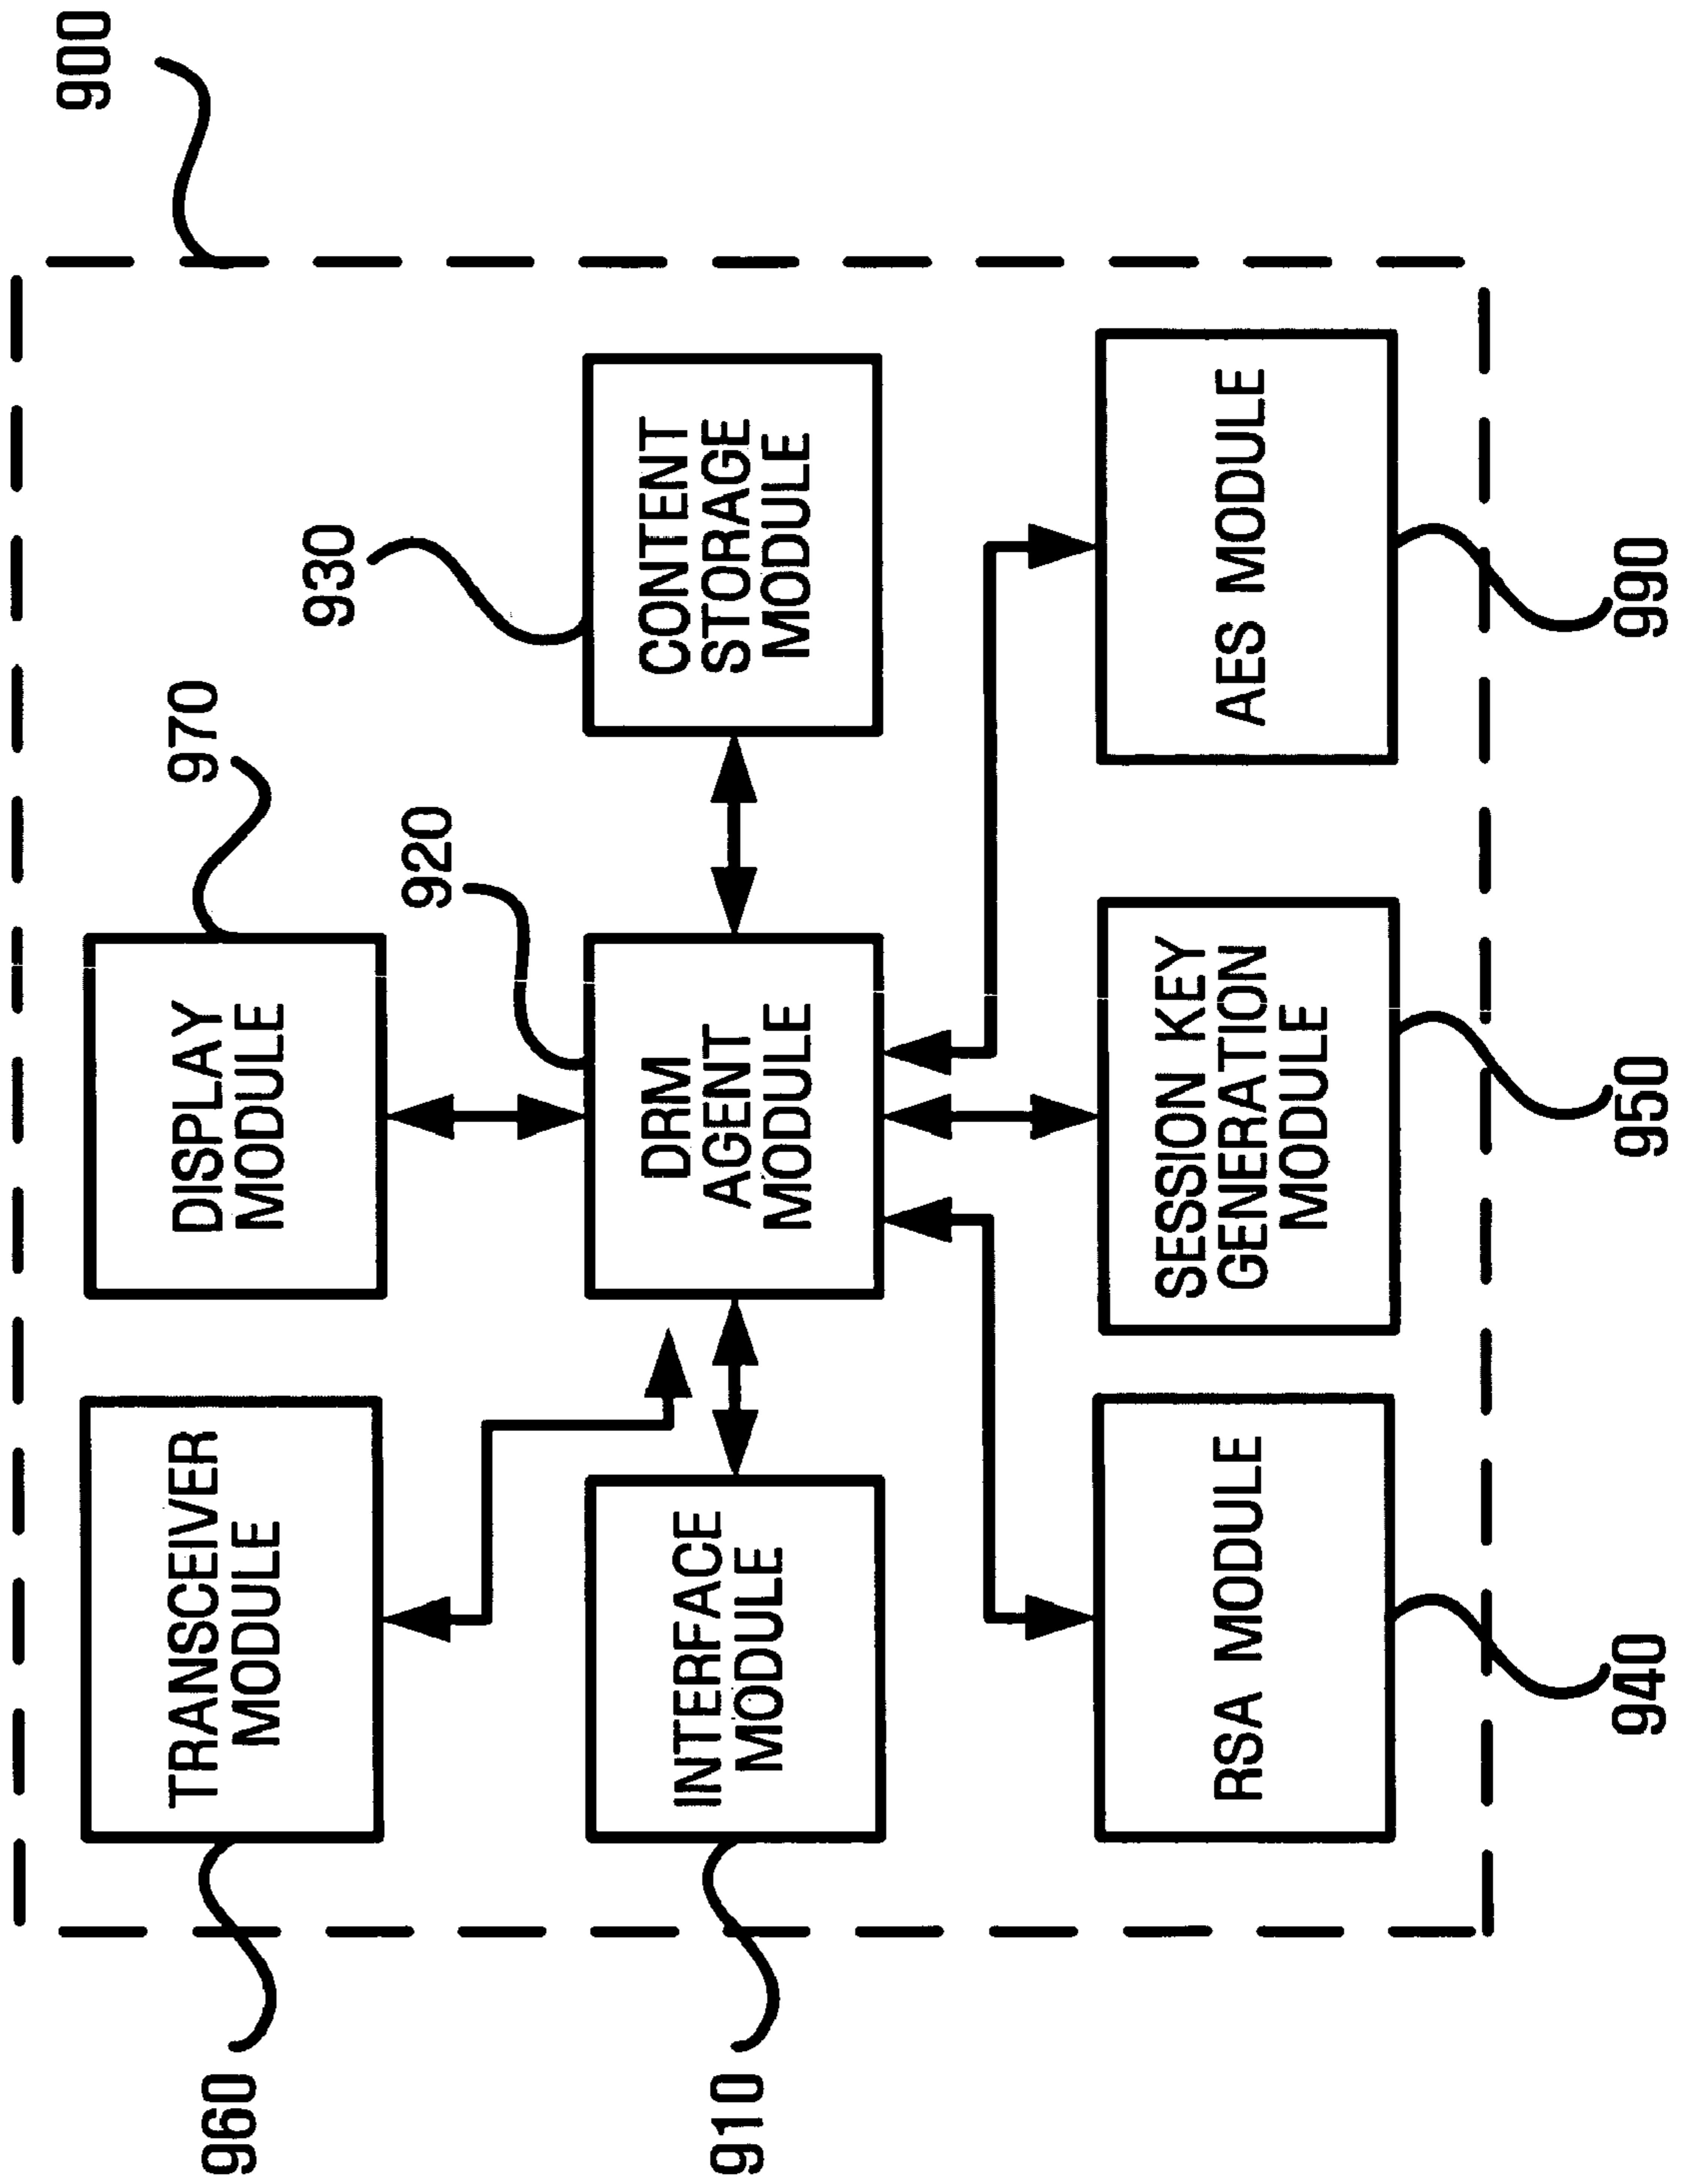 900
960
TRANSCEIVER
MODULE
DISPLAY
MODULE
970
930
920
910
INTERFACE
MODULE
DRM
AGENT
MODULE
CONTENT
STORAGE
MODULE
RSA MODULE
SESSION KEY
GENERATION
MODULE
AES MODULE
940
950
990